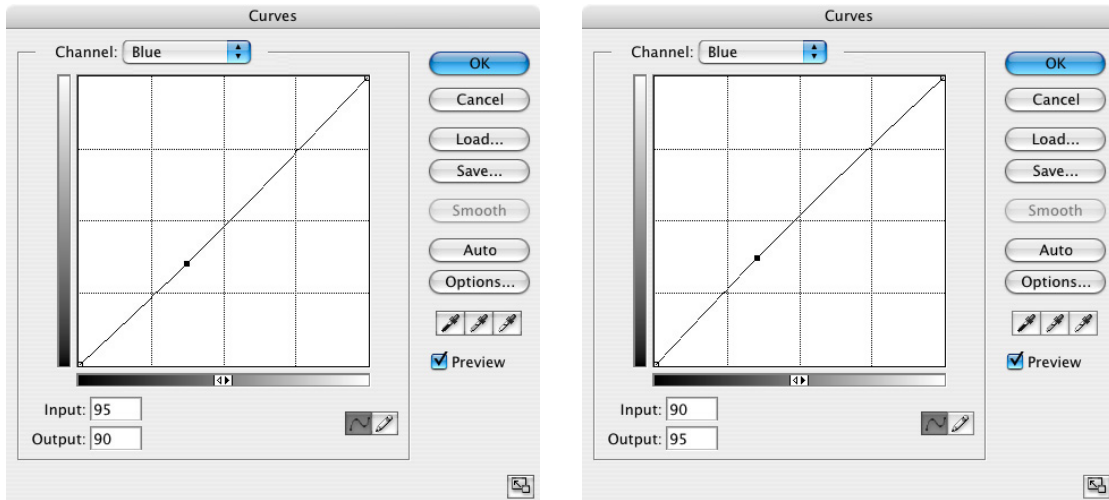 Curves
Channel: Blue
OK
Cancel
Load...
Save...
Smooth
Auto
Options...
Preview
Input: 95
Output: 90
Curves
Channel: Blue
OK
Cancel
Load...
Save...
Smooth
Auto
Options...
Preview
Input: 90
Output: 95